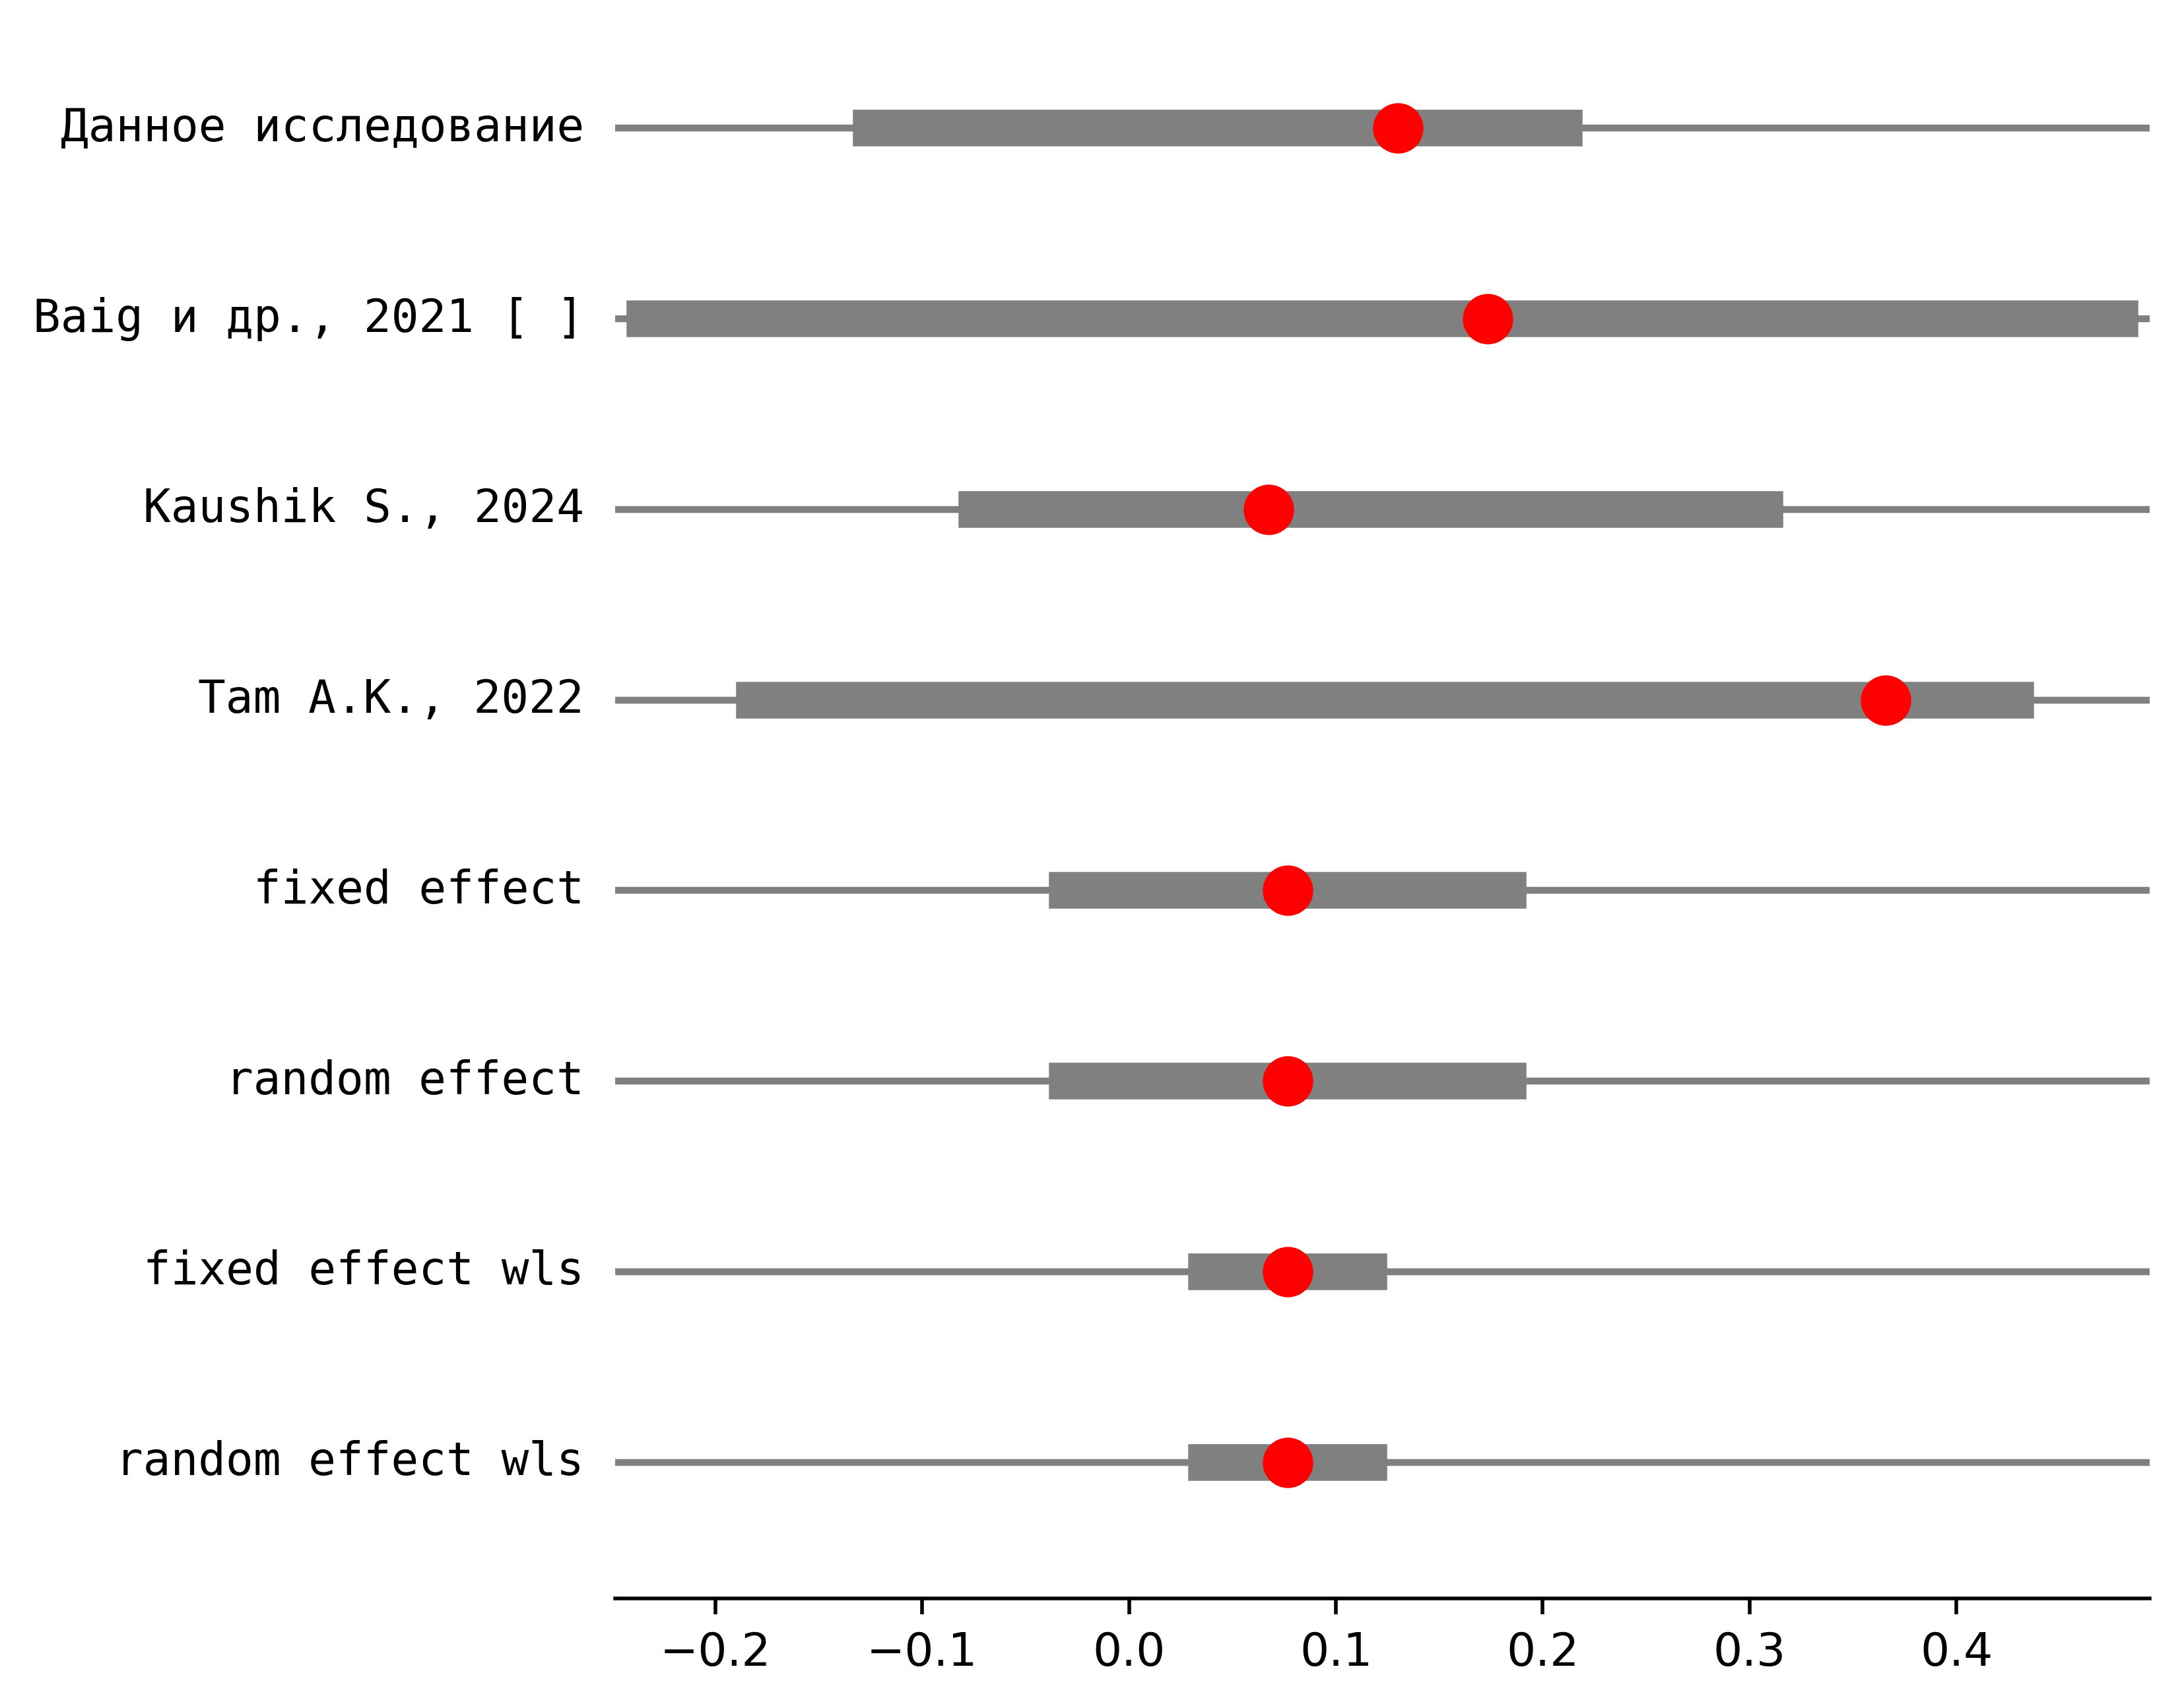 Данное исследование
Baig и др., 2021 [ ]
Kaushik S., 2024
Tam A.K., 2022
fixed effect
random effect
fixed effect wls
random effect wls
−0.2 −0.1 0.0 0.1 0.2 0.3 0.4